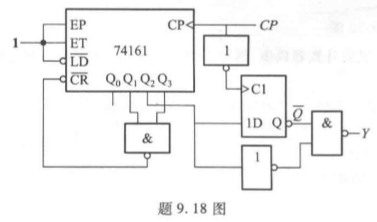 EP
CP
CP
1
ET
74161
1
LD
CR
Q0 Q1 Q2 Q3
C1
&
1D
Q
Q
1
&
Y
题 9.18 图